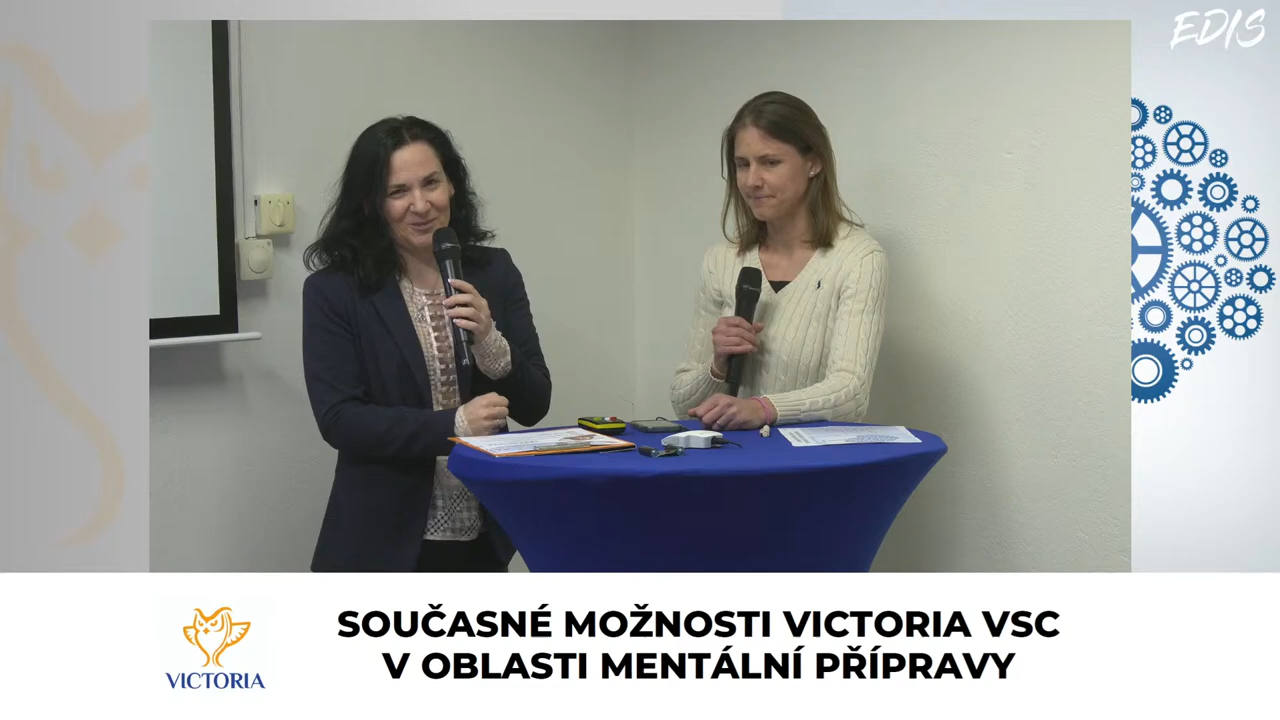 EDIS
SOUČASNÉ MOŽNOSTI VICTORIA VSC
V OBLASTI MENTÁLNÍ PŘÍPRAVY
VICTORIA